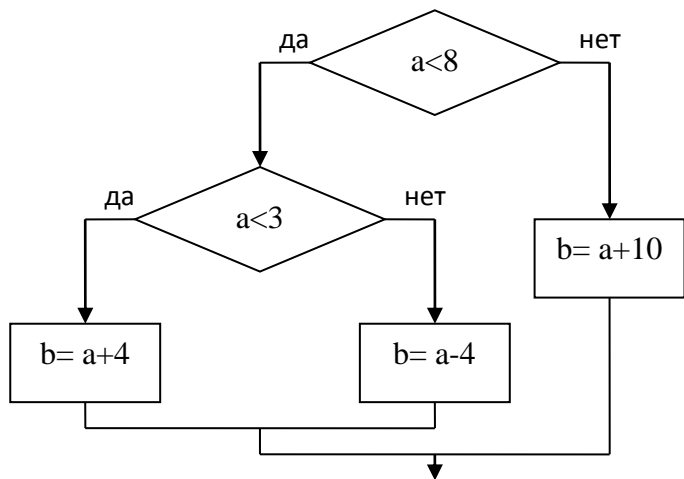 да
нет
a<8
да
нет
a<3
b= a+10
b= a+4
b= a-4